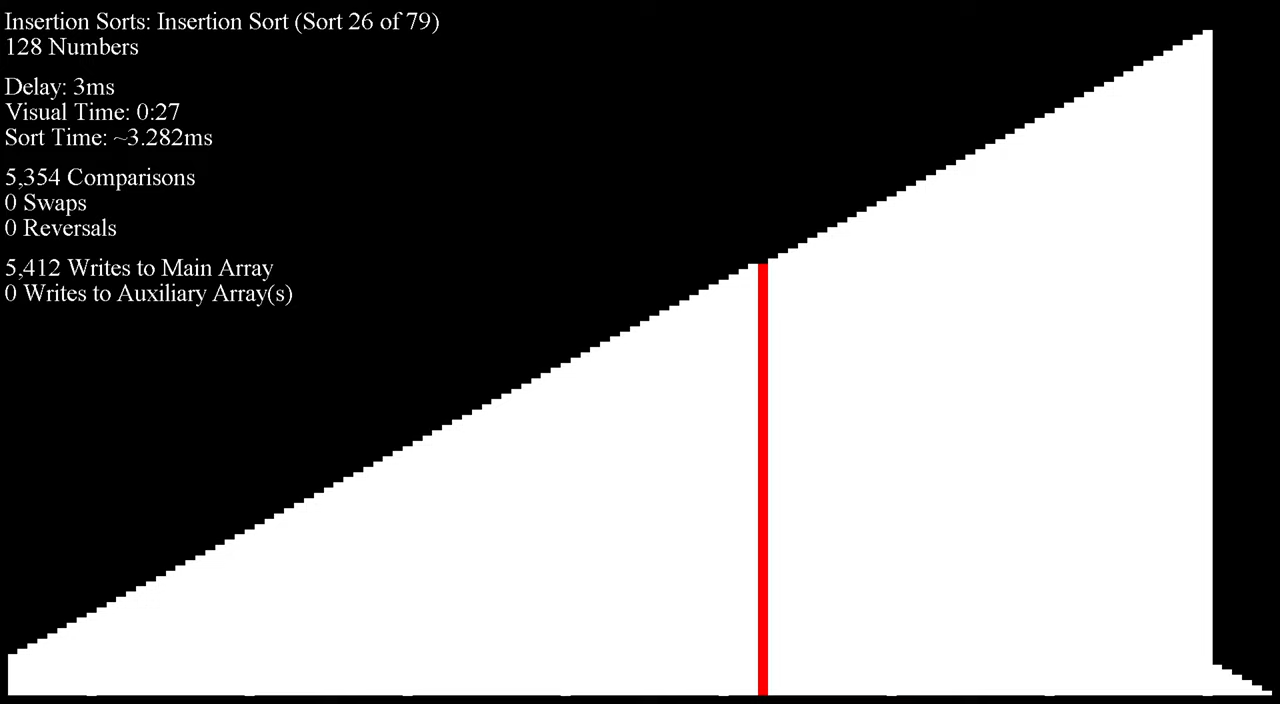 Insertion Sorts: Insertion Sort (Sort 26 of 79)
128 Numbers
Delay: 3ms
Visual Time: 0:27
Sort Time: ~3.282ms
5,354 Comparisons
0 Swaps
0 Reversals
5,412 Writes to Main Array
0 Writes to Auxiliary Array(s)